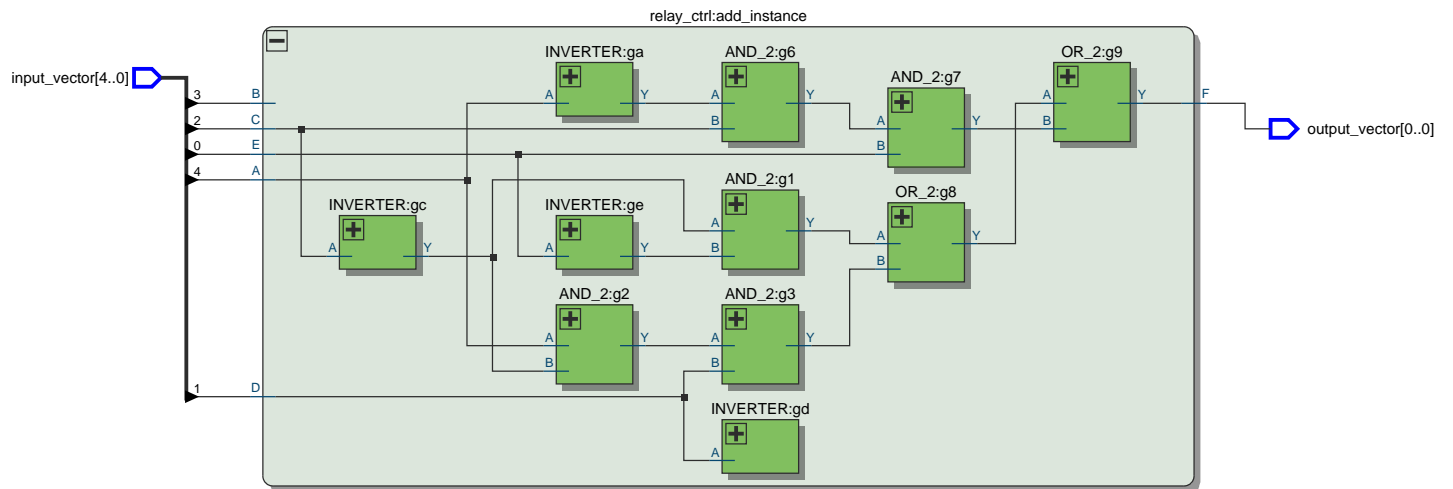 relay_ctrl:add_instance
input_vector[4..0]
3 B
2 C
0 E
4 A
1 D
INVERTER:ga
A Y
AND_2:g6
A Y
B
AND_2:g7
A Y
B
OR_2:g9
A Y
B
F
output_vector[0..0]
INVERTER:gc
A Y
INVERTER:ge
A Y
AND_2:g1
A Y
B
OR_2:g8
A Y
B
AND_2:g2
A Y
B
AND_2:g3
A Y
B
INVERTER:gd
A